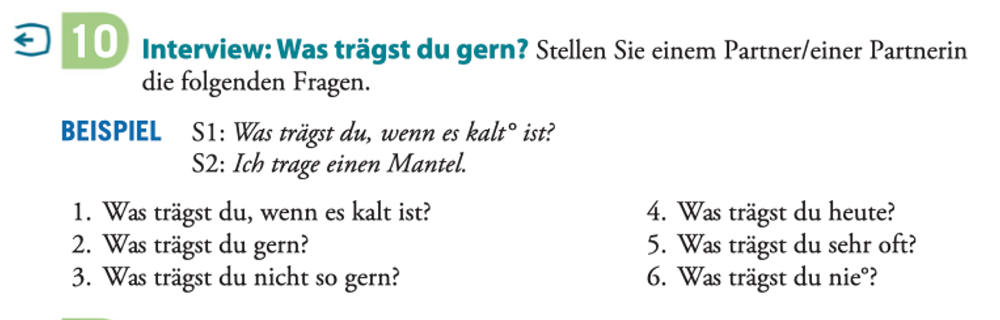 10 Interview: Was trägst du gern? Stellen Sie einem Partner/einer Partnerin
die folgenden Fragen.
BEISPIEL S1: Was trägst du, wenn es kalt° ist?
S2: Ich trage einen Mantel.
1. Was trägst du, wenn es kalt ist?
2. Was trägst du gern?
3. Was trägst du nicht so gern?
4. Was trägst du heute?
5. Was trägst du sehr oft?
6. Was trägst du nie°?